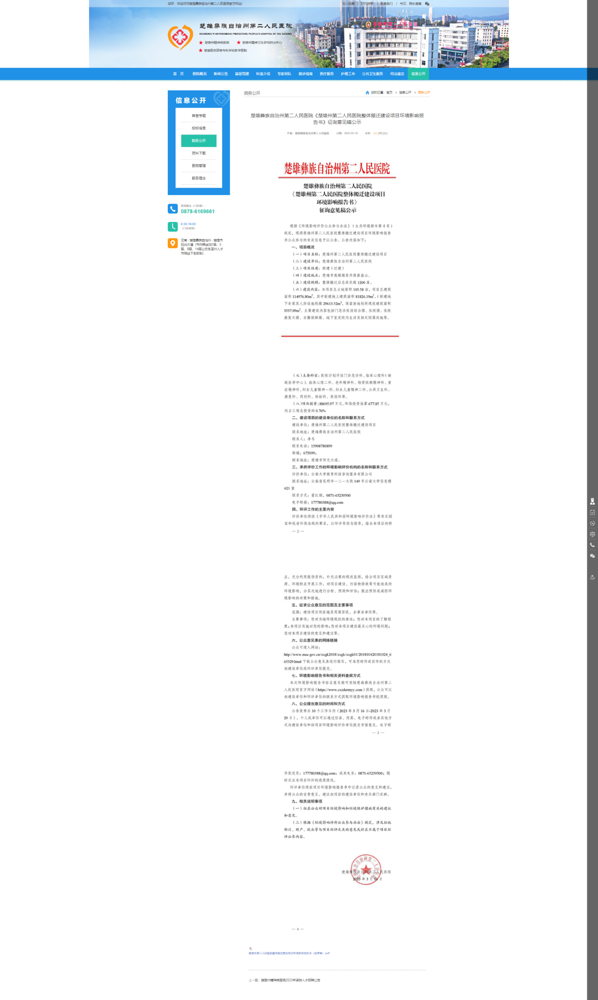 您好，欢迎访问楚雄彝族自治州第二人民医院官方网站！
加入收藏 | 预约挂号 | 联系我们 | 书记、院长信箱
楚雄彝族自治州第二人民医院
CHUXIONG YI AUTONOMOUS PREFECTURE PEOPLE'S HOSPITAL OF THE SECOND
楚雄州精神病医院 楚雄州精神卫生研究防治中心
楚雄医药高等专科学校教学医院
首 页 医院概况 新闻公告 基层党建 科室介绍 专家团队 就诊指南 医疗服务 护理工作 公共卫生服务 司法鉴定 信息公开
信息公开
普查专题
招标信息
院务公开
资料下载
医院管理
服务理念
咨询电话（门诊部）:
0878-6169661
8:30-18:00
（门诊时间）
云南·楚雄彝族自治州·楚雄市
阳光大道（市内乘坐加1路、5
路、8路、14路公交车至州人才
市场站下车即到）
院务公开
您的位置：首页 > 信息公开 > 院务公开
楚雄彝族自治州第二人民医院《楚雄州第二人民医院整体搬迁建设项目环境影响报
告书》征询意见稿公示
作者：楚雄彝族自治州第二人民医院 日期：2023-03-16 字体：[小] [中] [大]
楚雄彝族自治州第二人民医院
楚雄彝族自治州第二人民医院
《楚雄州第二人民医院整体搬迁建设项目
环境影响报告书》
征询意见稿公示
根据《环境影响评价公众参与办法》（生态环境部令第 4 号）
规定，现将楚雄州第二人民医院整体搬迁建设项目环境影响报告
书公众参与的有关信息予以公告。公告内容如下：
一、项目概况
（一）项目名称：楚雄州第二人民医院整体搬迁建设项目
（二）建设单位：楚雄彝族自治州第二人民医院
（三）项目性质：新建（迁建）
（四）建设地点：楚雄市鹿城镇东升路磨盘山。
（五）建设规模：整体搬迁后总床位数 1200 床。
（六）建设内容：本项目总占地面积 105.58 亩，项目总建筑
面积 114976.80m²，其中新建地上建筑面积 81826.19m²，（新建地
下车库及人防设施规模 29613.52m²，保留房地划转现状建筑面积
3537.09m²。主要建设内容包括门急诊医技综合楼、住院楼、住院
康复大楼、后勤保障楼、地下室及院内生活及相关附属设施等。
（七）主要科室：医院计划开设门诊急诊科、临床心理科（睡
眠医学中心）、临床心理二科、老年精神科、物质依赖精神科、重
症精神科、妇女儿童精神一科、妇女儿童精神二科、公共卫生科、
康复科、药剂科、检验科、医技科等。
（八）项目投资：88695.97 万元，环保投资估算 677.85 万元，
约占工程总投资的 0.76%
二、建设项目的建设单位的名称和联系方式
建设单位：楚雄州第二人民医院整体搬迁建设项目
联系地址：楚雄彝族自治州第二人民医院
联系人：李冬
联系电话：15908780899
邮编：675099；
联系地址：楚雄市阳光大道。
三、承担评价工作的环境影响评价机构的名称和联系方式
评价单位：云南大学教育科技咨询服务有限公司
联系地址：云南省昆明市一二一大街 149 号云南大学信息楼
621 室
联系方式：董红娟，0871-65239500
电子邮箱：177780388@qq.com
四、环评工作的主要内容
评价单位将按《中华人民共和国环境影响评价法》等有关国
家和我省环保法规的要求，以环评导则为指导，结合本项目的特
— 2 —
点，充分利用提供资料，补充必要的现状监测，结合项目区域资
源、环境特点开展工作，对项目建设、污染物排放等可能造成的
环境影响，分层次地进行分析、预测和评估；提出预防或减轻环
境影响的对策和措施。
五、征求公众意见的范围及主要事项
范围：建设项目所在地及周围居民、企事业单位等。
主要事项：您对当地环境现状的看法；您对本项目的了解程
度；本项目实施对您的影响；您对本项目建设最关心的环境问题；
您对本项目建设的意见和建议等。
六、公众意见表的网络链接
公众可进入网站：
http://www.mee.gov.cn/xxgk2018/xxgk/xxgk01/201810/t20181024_6
65329.html 下载公众意见表进行填写，可采用邮件或信件的方式
向建设单位或环评单位提交。
七、环境影响报告书和相关资料查阅方式
本次环境影响报告书征求意见稿可登陆楚雄彝族自治州第二
人民医院官方网站（https://www.cxzdermyy.com）获取，公众可以
向建设单位和环评单位的联系方式获取环境影响报告书纸质版。
八、公众提出意见的时间和方式
公告发布后 10 个工作日内（2023 年 3 月 16 日-2023 年 3 月
29 日），个人或单位可以通过信函、传真、电子邮件或者其他方
式向建设单位和该项目环境影响评价单位提交书面意见。电子邮
— 3 —
件发送至：177780388@qq.com；或来电至：0871-65239500；随
时关注本项目环评的进展情况。
环评单位将在项目环境影响报告书中记录公众的意见和建议，
并将公众的宝贵意见、建议向项目的建设单位和有关部门反映。
九、相关说明事项
（一）征求公众对项目环境影响和环境保护措施有关的建议
和意见。
（二）根据《环境影响评价公众参与办法》规定，涉及征地
拆迁、财产、就业等与项目环评无关的意见或诉求不属于项目环
评公参内容。
楚雄彝族自治州第二人民医院
2023 年 3 月 16 日
— 4 —
楚雄州第二人民医院整体搬迁建设项目环境影响报告书（送审稿）.pdf
上一篇：楚雄州精神病医院2023年紧缺人才招聘公告
TOP